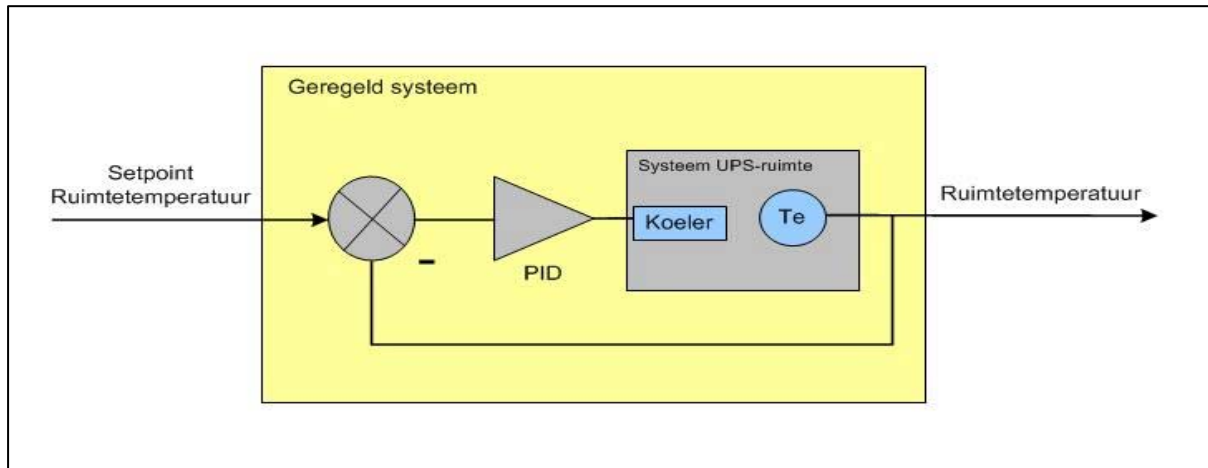 Geregeld systeem
Setpoint
Ruimtetemperatuur
Systeem UPS-ruimte
Koeler
Te
Ruimtetemperatuur
-
PID